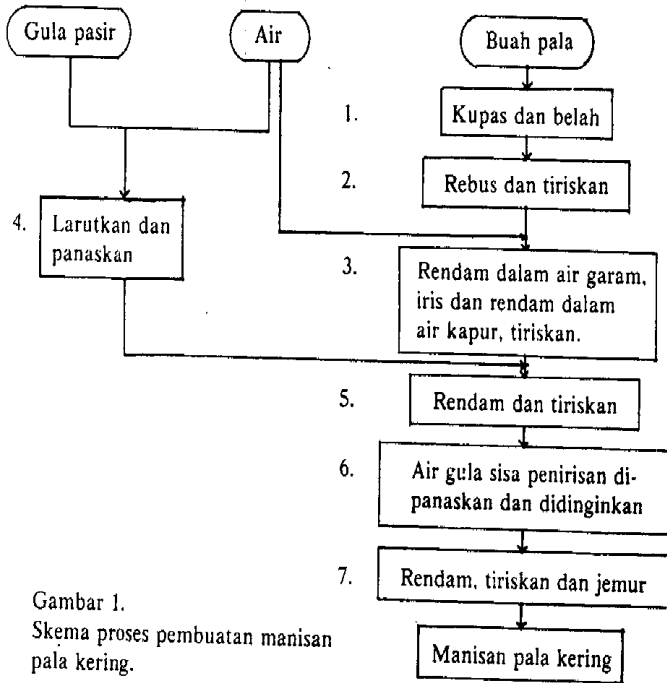 Gula pasir
Air
Buah pala
1.
Kupas dan belah
2.
Rebus dan tiriskan
4.
Larutkan dan
panaskan
3.
Rendam dalam air garam,
iris dan rendam dalam
air kapur, tiriskan.
5.
Rendam dan tiriskan
6.
Air gula sisa penirisan di-
panaskan dan didinginkan
7.
Rendam, tiriskan dan jemur
Manisan pala kering
Gambar 1.
Skema proses pembuatan manisan
pala kering.